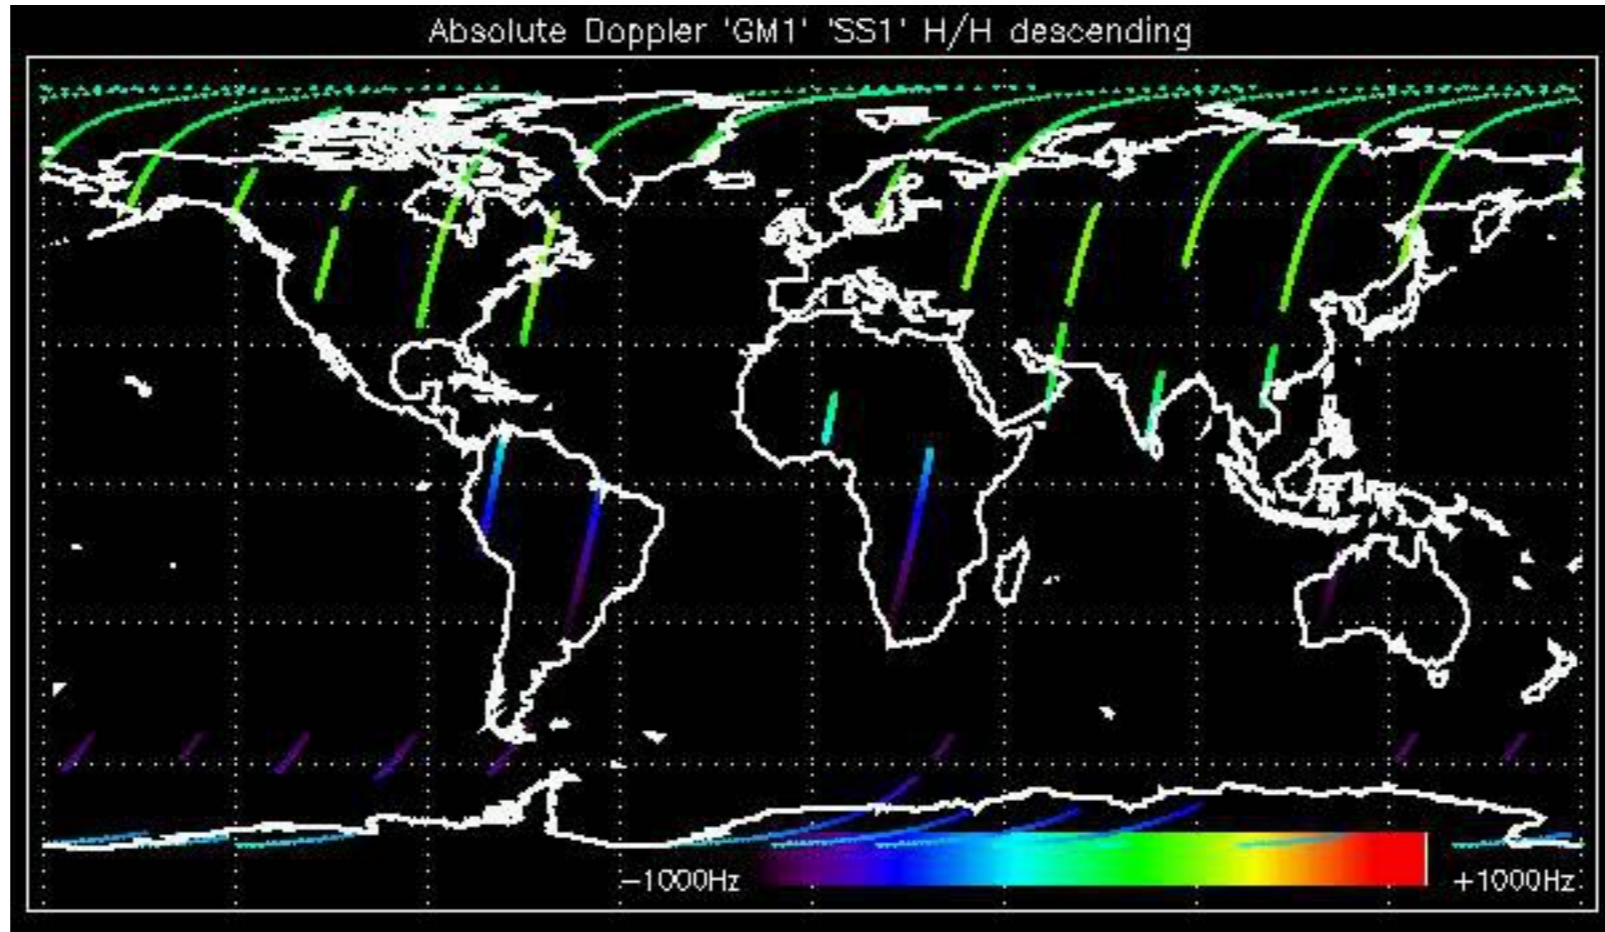 Absolute Doppler 'GM1' 'SS1' H/H descending
−1000Hz
+1000Hz